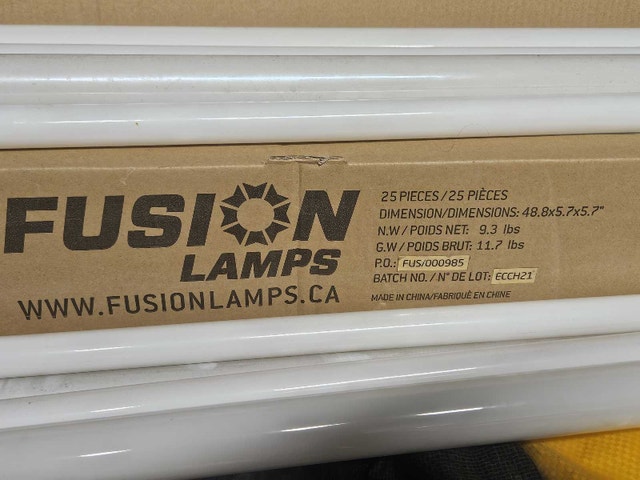 FUSION
LAMPS
WWW.FUSIONLAMPS.CA
25 PIECES / 25 PIÈCES
DIMENSION/DIMENSIONS: 48.8x5.7x5.7"
N.W / POIDS NET: 9.3 lbs
G.W / POIDS BRUT: 11.7 lbs
P.O.: FUS/000985
BATCH NO. / N° DE LOT: ECCH21
MADE IN CHINA/FABRIQUÉ EN CHINE